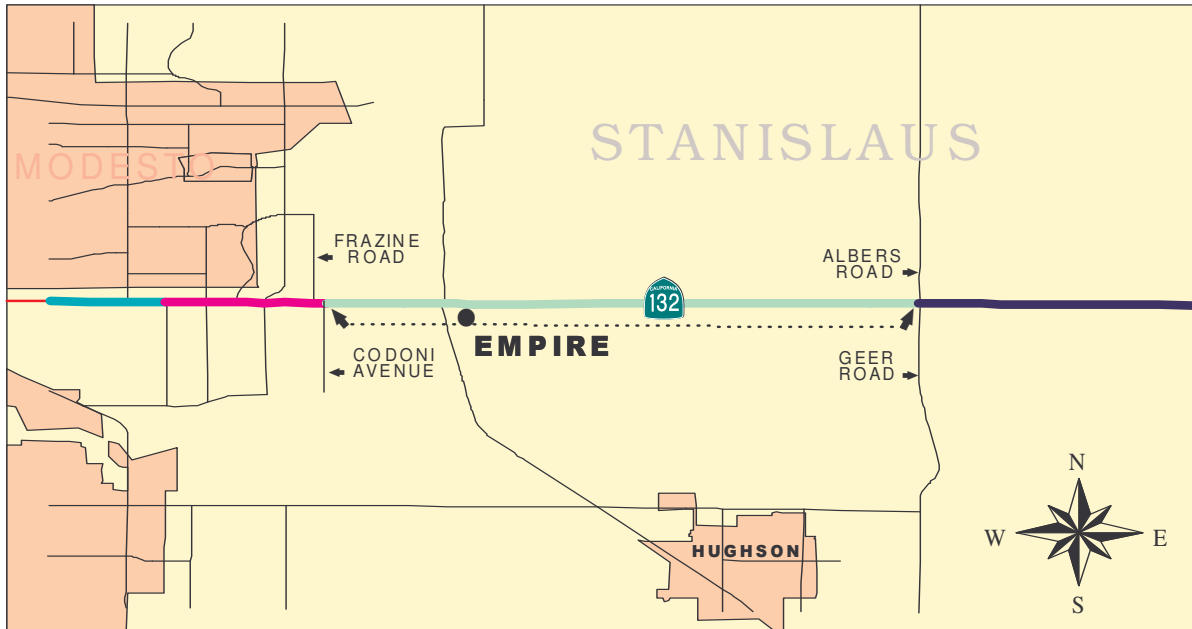 STANISLAUS
MODESTO
FRAZINE
ROAD
ALBERS
ROAD
CALIFORNIA
132
EMPIRE
CODONI
AVENUE
GEER
ROAD
N
W
E
S
HUGHSON